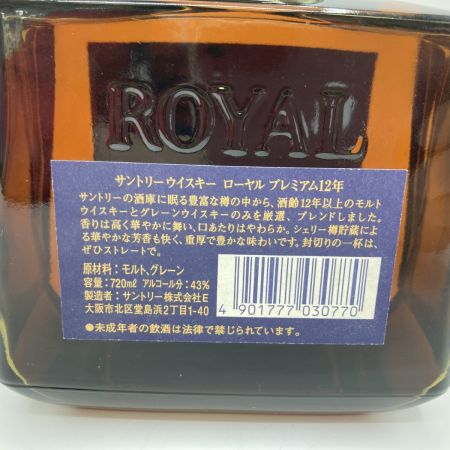 ROYAL
サントリーウイスキー ローヤル プレミアム12年
サントリーの酒庫に眠る豊富な樽の中から、酒齢12年以上のモルト
ウイスキーとグレーンウイスキーのみを厳選、ブレンドしました。
香りは高く華やかに舞い、口あたりはやわらか。シェリー樽貯蔵によ
る華やかな芳香も快く、重厚で豊かな味わいです。封切りの一杯は、
ぜひストレートで。
原材料:モルト、グレーン
容量:720㎖ アルコール分:43%
製造者:サントリー株式会社E
大阪市北区堂島浜2丁目1-40
4 901777 030770
●未成年者の飲酒は法律で禁じられています。